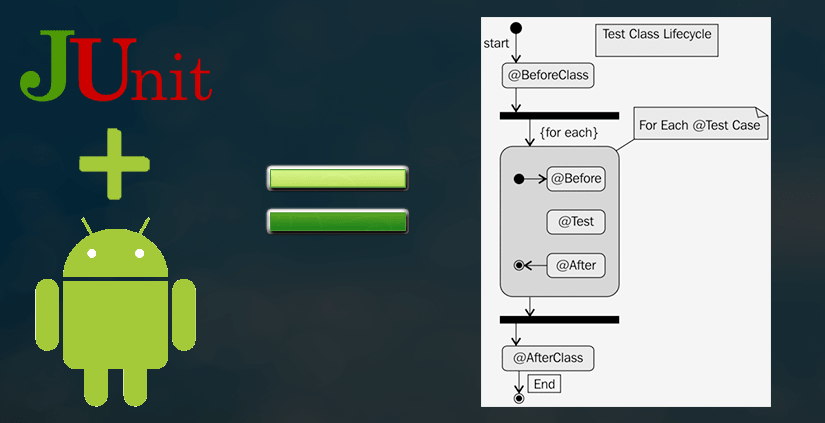 JUnit
Test Class Lifecycle
start
@BeforeClass
{for each}
For Each @Test Case
@Before
@Test
@After
@AfterClass
End